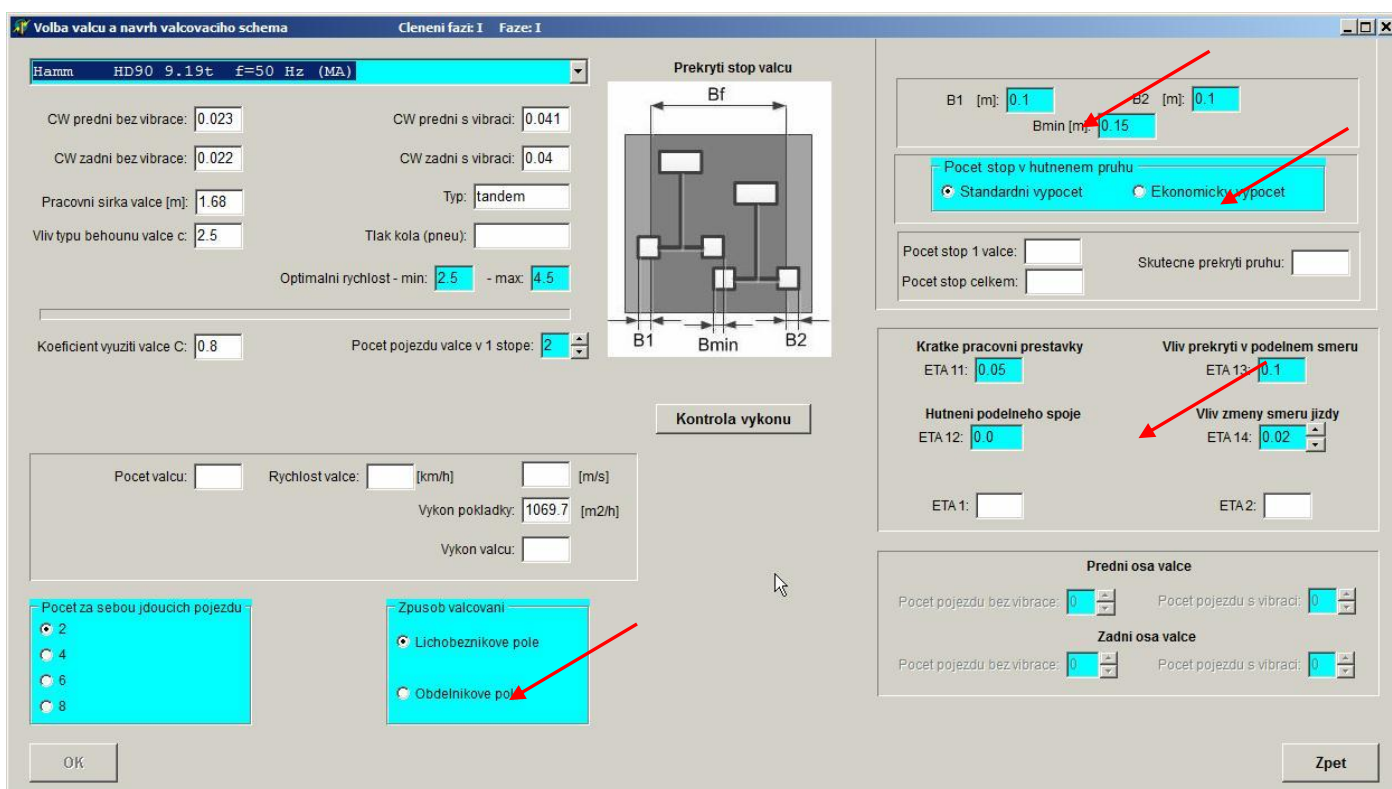 Volba valcu a navrh valcovaciho schema Cleneni fazi: I Faze: I
Hamm HD90 9.19t f=50 Hz (MA)
CW predni bez vibrace: 0.023 CW predni s vibraci: 0.041
CW zadni bez vibrace: 0.022 CW zadni s vibraci: 0.04
Pracovni sirka valce [m]: 1.68 Typ: tandem
Vliv typu behounu valce c: 2.5 Tlak kola (pneu):
Optimalni rychlost - min: 2.5 - max: 4.5
Koeficient vyuziti valce C: 0.8 Pocet pojezdu valce v 1 stope: 2
Prekryti stop valcu
Bf
B1 Bmin B2
Kontrola vykonu
Pocet valcu: Rychlost valce: [km/h] [m/s]
Vykon pokladky: 1069.7 [m2/h]
Vykon valcu:
Pocet za sebou jdoucich pojezdu
2
4
6
8
Zpusob valcovani
Lichobeznikove pole
Obdelnikove pole
OK
B1 [m]: 0.1 B2 [m]: 0.1
Bmin [m]: 0.15
Pocet stop v hutnenem pruhu
Standardni vypocet Ekonomicky vypocet
Pocet stop 1 valce: Skutecne prekryti pruhu:
Pocet stop celkem:
Kratke pracovni prestavky Vliv prekryti v podelnem smeru
ETA 11: 0.05 ETA 13: 0.1
Hutneni podelneho spoje Vliv zmeny smeru jizdy
ETA 12: 0.0 ETA 14: 0.02
ETA 1: ETA 2:
Predni osa valce
Pocet pojezdu bez vibrace: 0 Pocet pojezdu s vibraci: 0
Zadni osa valce
Pocet pojezdu bez vibrace: 0 Pocet pojezdu s vibraci: 0
Zpet